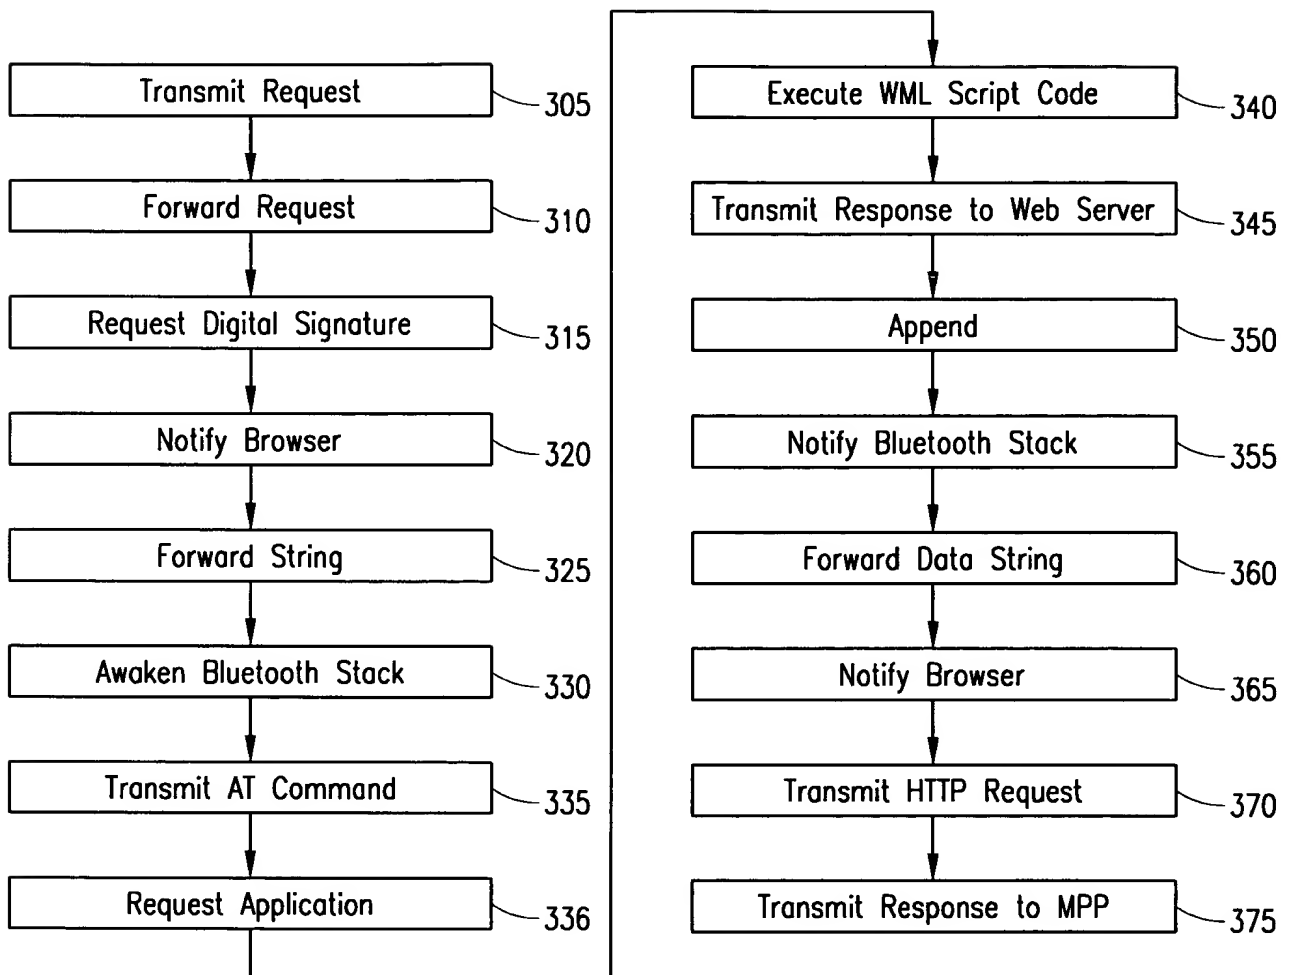 Transmit Request
305
Forward Request
310
Request Digital Signature
315
Notify Browser
320
Forward String
325
Awaken Bluetooth Stack
330
Transmit AT Command
335
Request Application
336
Execute WML Script Code
340
Transmit Response to Web Server
345
Append
350
Notify Bluetooth Stack
355
Forward Data String
360
Notify Browser
365
Transmit HTTP Request
370
Transmit Response to MPP
375